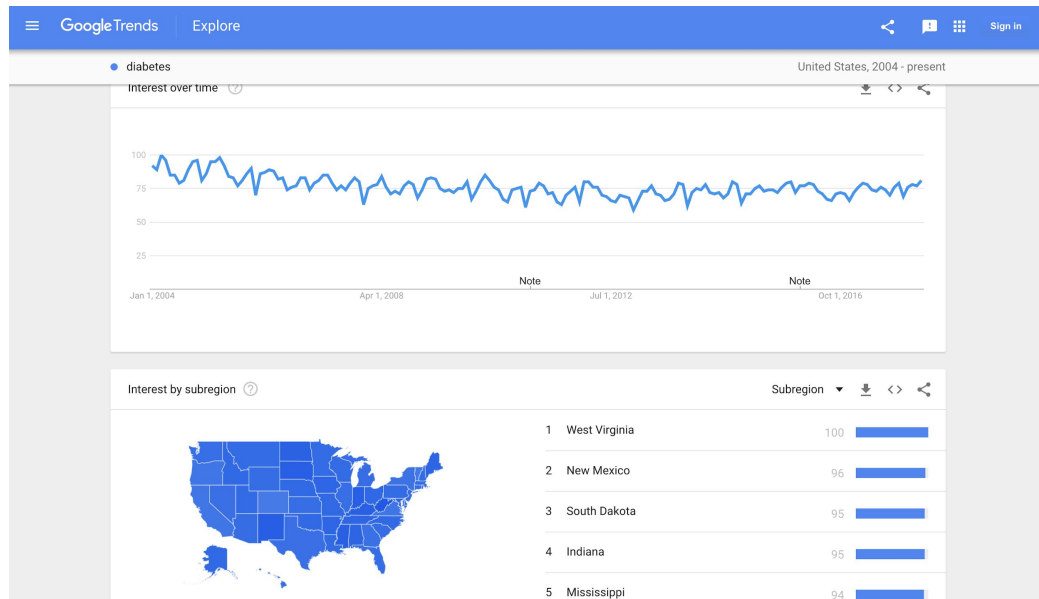 Google Trends Explore Sign in
diabetes United States, 2004 - present
Interest over time
100
75
50
25
Note Note
Jan 1, 2004 Apr 1, 2008 Jul 1, 2012 Oct 1, 2016
Interest by subregion Subregion
1 West Virginia 100
2 New Mexico 96
3 South Dakota 95
4 Indiana 95
5 Mississippi 94